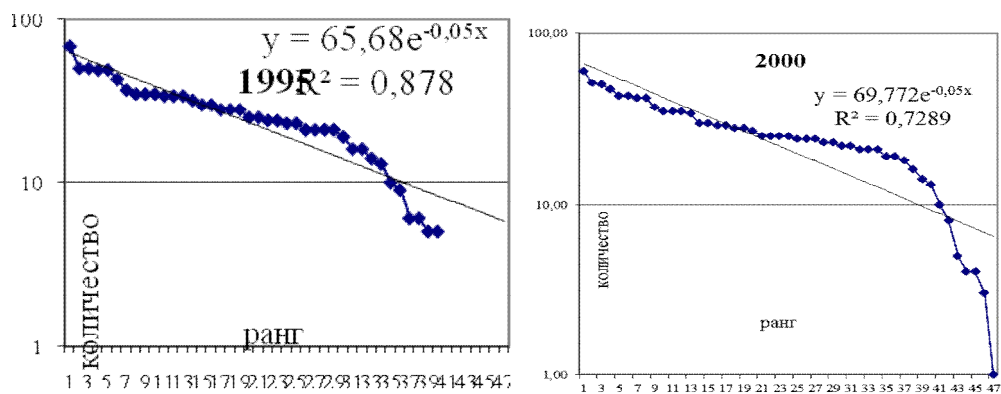 100
y = 65,68e^-0,05x
1995
R² = 0,878
10
количество
ранг
1
100,00
2000
y = 69,772e^-0,05x
R² = 0,7289
10,00
количество
ранг
1,00
1 3 5 7 9 11 13 15 17 19 21 23 25 27 29 31 33 35 37 39 41 43 45 47